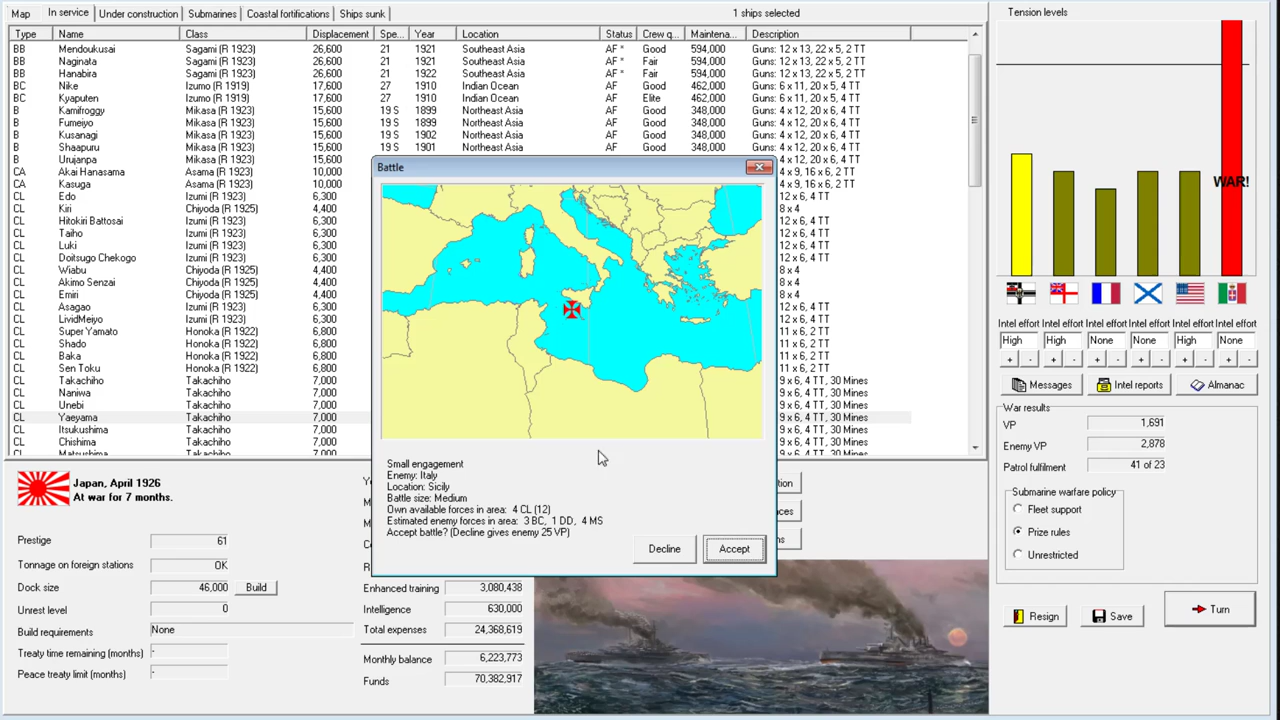 Map In service Under construction Submarines Coastal fortifications Ships sunk 1 ships selected Tension levels
Type Name Class Displacement Spe... Year Location Status Crew q... Maintena... Description
BB Mendoukusai Sagami (R 1923) 26,600 21 1921 Southeast Asia AF * Good 594,000 Guns: 12 x 13, 22 x 5, 2 TT
BB Naginata Sagami (R 1923) 26,600 21 1921 Southeast Asia AF * Fair 594,000 Guns: 12 x 13, 22 x 5, 2 TT
BB Hanabira Sagami (R 1923) 26,600 21 1922 Southeast Asia AF * Fair 594,000 Guns: 12 x 13, 22 x 5, 2 TT
BC Nike Izumo (R 1919) 17,600 27 1910 Indian Ocean AF Good 462,000 Guns: 6 x 11, 20 x 5, 4 TT
BC Kyaputen Izumo (R 1919) 17,600 27 1910 Indian Ocean AF Elite 462,000 Guns: 6 x 11, 20 x 5, 4 TT
B Kamifroggy Mikasa (R 1923) 15,600 19 S 1899 Northeast Asia AF Good 348,000 Guns: 4 x 12, 20 x 6, 4 TT
B Fumeiyo Mikasa (R 1923) 15,600 19 S 1899 Northeast Asia AF Good 348,000 Guns: 4 x 12, 20 x 6, 4 TT
B Kusanagi Mikasa (R 1923) 15,600 19 S 1902 Northeast Asia AF Good 348,000 Guns: 4 x 12, 20 x 6, 4 TT
B Shaapuru Mikasa (R 1923) 15,600 19 S 1901 Northeast Asia AF Good 348,000 Guns: 4 x 12, 20 x 6, 4 TT
B Urujanpa Mikasa (R 1923) 15,600 4 x 12, 20 x 6, 4 TT
CA Akai Hanasama Asama (R 1923) 10,000 4 x 9, 16 x 6, 2 TT
CA Kasuga Asama (R 1923) 10,000 4 x 9, 16 x 6, 2 TT
CL Edo Izumi (R 1923) 6,300 12 x 6, 4 TT
CL Kiri Chiyoda (R 1925) 4,400 8 x 4
CL Hitokiri Battosai Izumi (R 1923) 6,300 12 x 6, 4 TT
CL Taiho Izumi (R 1923) 6,300 12 x 6, 4 TT
CL Luki Izumi (R 1923) 6,300 12 x 6, 4 TT
CL Doitsugo Chekogo Izumi (R 1923) 6,300 12 x 6, 4 TT
CL Wiabu Chiyoda (R 1925) 4,400 8 x 4
CL Akimo Senzai Chiyoda (R 1925) 4,400 8 x 4
CL Emiri Chiyoda (R 1925) 4,400 8 x 4
CL Asagao Izumi (R 1923) 6,300 12 x 6, 4 TT
CL LividMeiyo Izumi (R 1923) 6,300 12 x 6, 4 TT
CL Super Yamato Honoka (R 1922) 6,800 11 x 6, 2 TT
CL Shado Honoka (R 1922) 6,800 11 x 6, 2 TT
CL Baka Honoka (R 1922) 6,800 11 x 6, 2 TT
CL Sen Toku Honoka (R 1922) 6,800 11 x 6, 2 TT
CL Takachiho Takachiho 7,000 9 x 6, 4 TT, 30 Mines
CL Naniwa Takachiho 7,000 9 x 6, 4 TT, 30 Mines
CL Unebi Takachiho 7,000 9 x 6, 4 TT, 30 Mines
CL Yaeyama Takachiho 7,000 9 x 6, 4 TT, 30 Mines
CL Itsukushima Takachiho 7,000 9 x 6, 4 TT, 30 Mines
CL Chishima Takachiho 7,000 9 x 6, 4 TT, 30 Mines
CL Matsushima Takachiho 7,000 9 x 6, 4 TT, 30 Mines
Battle
Small engagement
Enemy: Italy
Location: Sicily
Battle size: Medium
Own available forces in area: 4 CL (12)
Estimated enemy forces in area: 3 BC, 1 DD, 4 MS
Accept battle? (Decline gives enemy 25 VP)
Decline Accept
WAR!
Intel effort Intel effort Intel effort Intel effort Intel effort Intel effort
High High None None High None
+ - + - + - + - + - + -
Messages Intel reports Almanac
War results
VP 1,691
Enemy VP 2,878
Patrol fulfilment 41 of 23
Submarine warfare policy
Fleet support
Prize rules
Unrestricted
Resign Save Turn
Japan, April 1926
At war for 7 months.
Prestige 61
Tonnage on foreign stations OK
Dock size 46,000 Build
Unrest level 0
Build requirements None
Treaty time remaining (months) -
Peace treaty limit (months) -
Enhanced training 3,080,438
Intelligence 630,000
Total expenses 24,368,619
Monthly balance 6,223,773
Funds 70,382,917